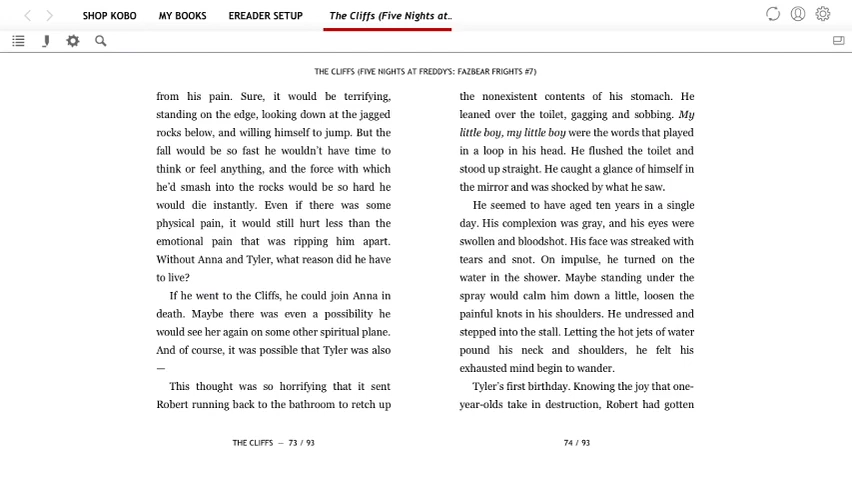 SHOP KOBO
MY BOOKS
EREADER SETUP
The Cliffs (Five Nights at..
THE CLIFFS (FIVE NIGHTS AT FREDDY'S: FAZBEAR FRIGHTS #7)
from his pain. Sure, it would be terrifying,
standing on the edge, looking down at the jagged
rocks below, and willing himself to jump. But the
fall would be so fast he wouldn’t have time to
think or feel anything, and the force with which
he’d smash into the rocks would be so hard he
would die instantly. Even if there was some
physical pain, it would still hurt less than the
emotional pain that was ripping him apart.
Without Anna and Tyler, what reason did he have
to live?
If he went to the Cliffs, he could join Anna in
death. Maybe there was even a possibility he
would see her again on some other spiritual plane.
And of course, it was possible that Tyler was also
—
This thought was so horrifying that it sent
Robert running back to the bathroom to retch up
THE CLIFFS — 73 / 93
the nonexistent contents of his stomach. He
leaned over the toilet, gagging and sobbing. My
little boy, my little boy were the words that played
in a loop in his head. He flushed the toilet and
stood up straight. He caught a glance of himself in
the mirror and was shocked by what he saw.
He seemed to have aged ten years in a single
day. His complexion was gray, and his eyes were
swollen and bloodshot. His face was streaked with
tears and snot. On impulse, he turned on the
water in the shower. Maybe standing under the
spray would calm him down a little, loosen the
painful knots in his shoulders. He undressed and
stepped into the stall. Letting the hot jets of water
pound his neck and shoulders, he felt his
exhausted mind begin to wander.
Tyler’s first birthday. Knowing the joy that one-
year-olds take in destruction, Robert had gotten
74 / 93